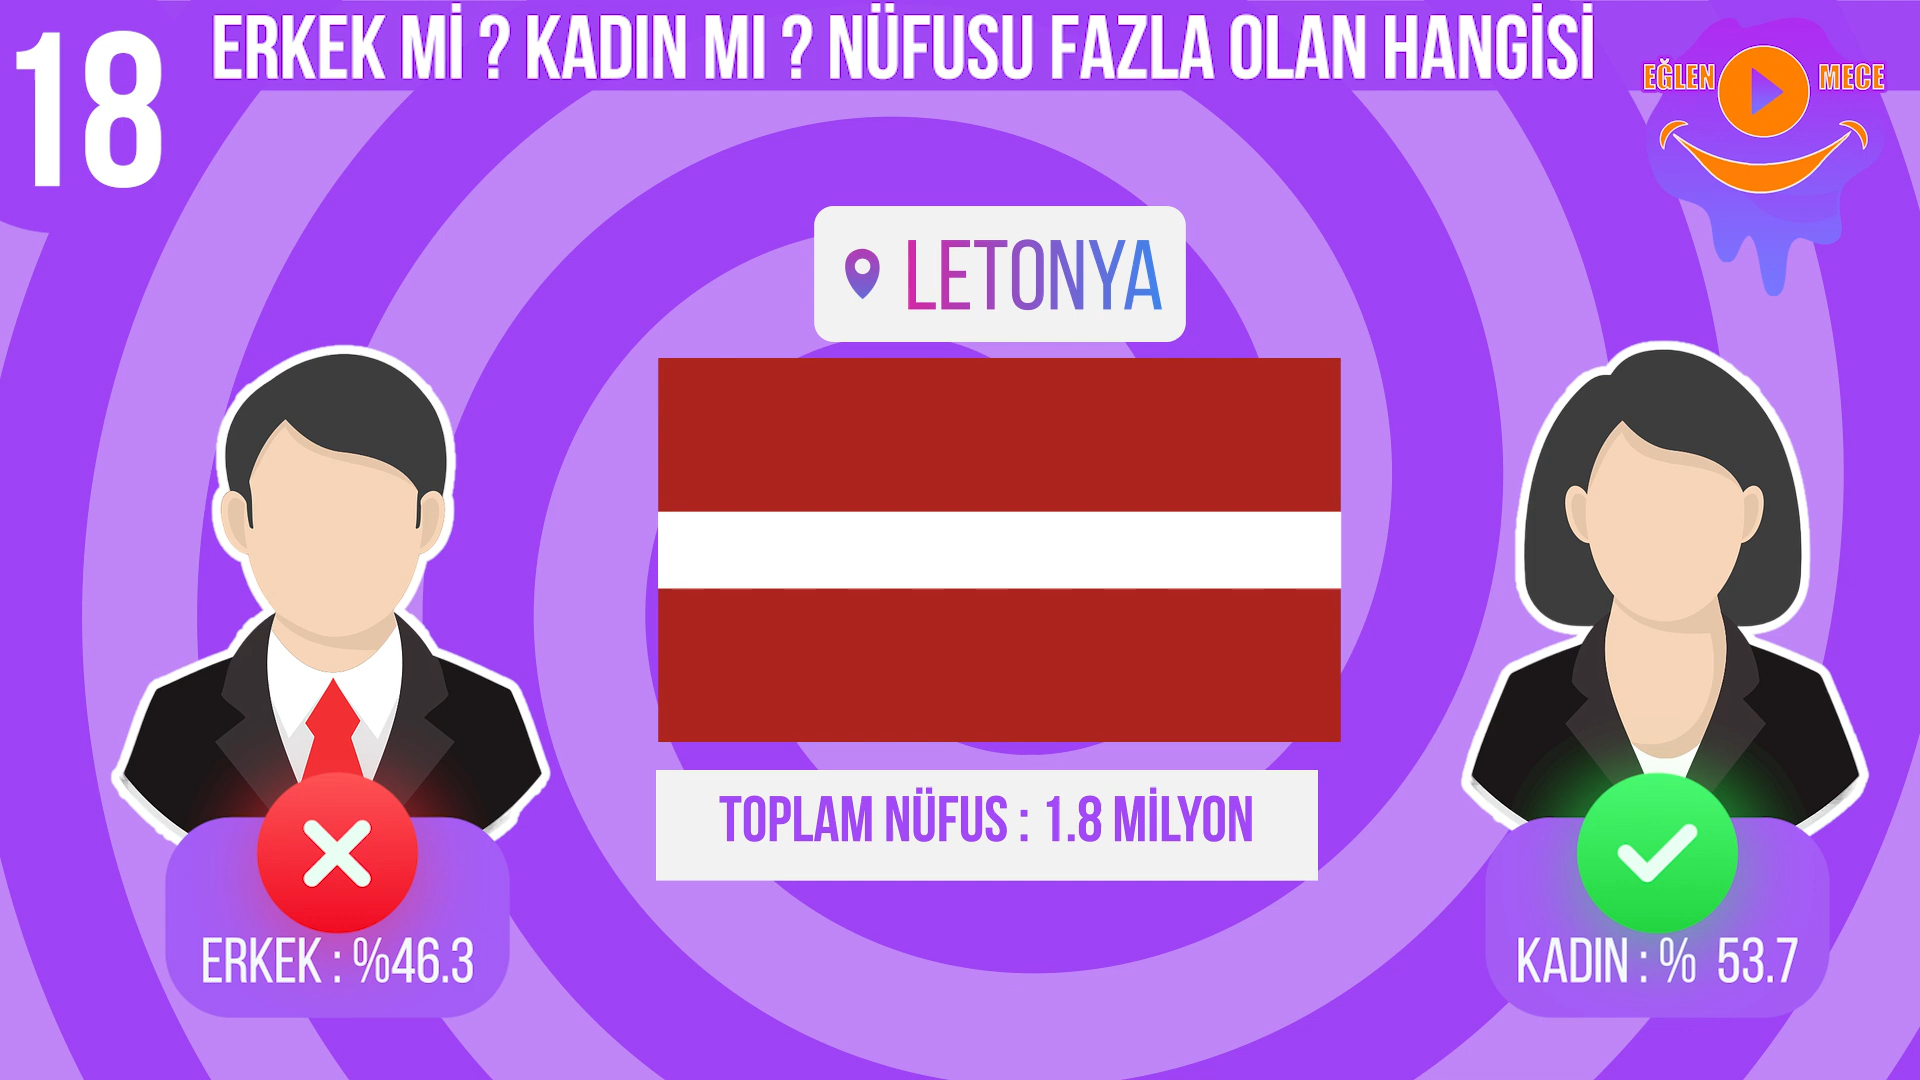 18
ERKEK Mİ ? KADIN MI ? NÜFUSU FAZLA OLAN HANGİSİ
EĞLEN MECE
LETONYA
TOPLAM NÜFUS : 1.8 MİLYON
ERKEK : %46.3
KADIN : % 53.7